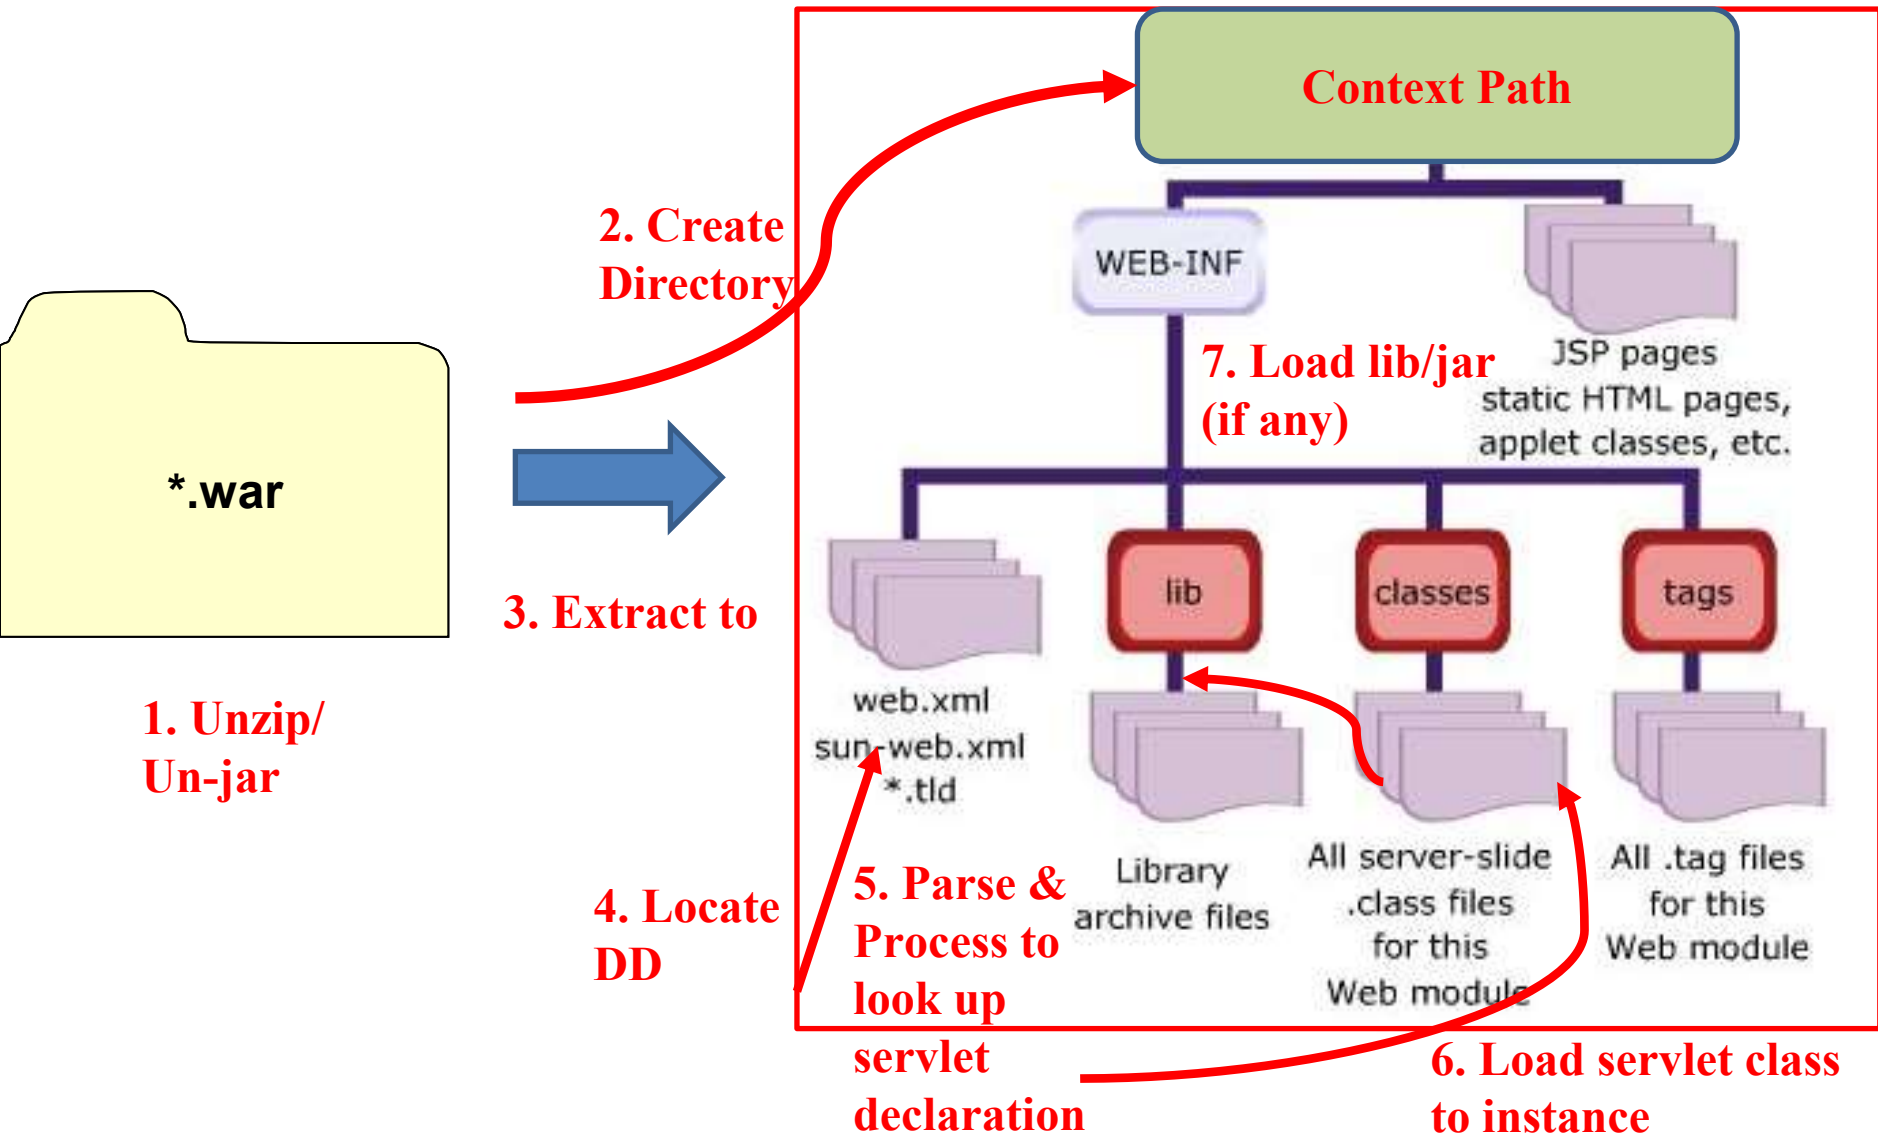 Context Path
2. Create
Directory
WEB-INF
7. Load lib/jar
(if any)
JSP pages
static HTML pages,
applet classes, etc.
*.war
3. Extract to
lib
classes
tags
1. Unzip/
Un-jar
web.xml
sun-web.xml
*.tld
4. Locate
DD
5. Parse &
Process to
look up
servlet
declaration
Library
archive files
All server-slide
.class files
for this
Web module
All .tag files
for this
Web module
6. Load servlet class
to instance